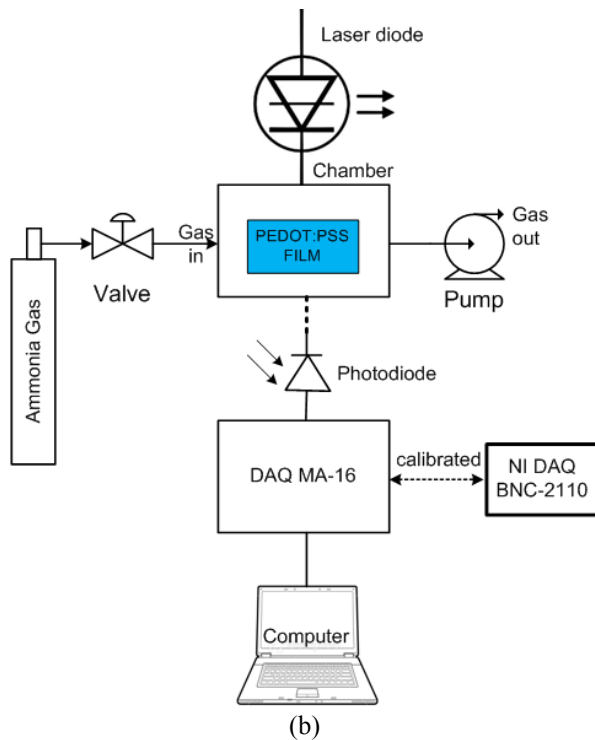 Laser diode
Chamber
Gas
in
PEDOT:PSS
FILM
Gas
out
Valve
Pump
Ammonia Gas
Photodiode
DAQ MA-16
calibrated
NI DAQ
BNC-2110
Computer
(b)